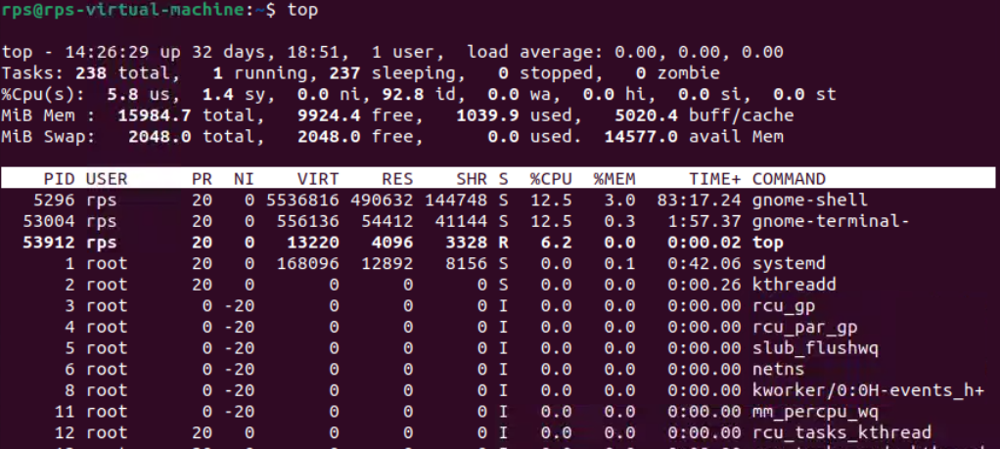 rps@rps-virtual-machine:~$ top
top - 14:26:29 up 32 days, 18:51,  1 user,  load average: 0.00, 0.00, 0.00
Tasks: 238 total,   1 running, 237 sleeping,   0 stopped,   0 zombie
%Cpu(s):  5.8 us,  1.4 sy,  0.0 ni, 92.8 id,  0.0 wa,  0.0 hi,  0.0 si,  0.0 st
MiB Mem :  15984.7 total,   9924.4 free,   1039.9 used,   5020.4 buff/cache
MiB Swap:   2048.0 total,   2048.0 free,      0.0 used.  14577.0 avail Mem
PID USER      PR  NI    VIRT    RES    SHR S  %CPU  %MEM     TIME+ COMMAND
5296 rps       20   0 5536816 490632 144748 S  12.5   3.0  83:17.24 gnome-shell
53004 rps       20   0  556136  54412  41144 S  12.5   0.3   1:57.37 gnome-terminal-
53912 rps       20   0   13220   4096   3328 R   6.2   0.0   0:00.02 top
1 root      20   0  168096  12892   8156 S   0.0   0.1   0:42.06 systemd
2 root      20   0       0      0      0 S   0.0   0.0   0:00.26 kthreadd
3 root       0 -20       0      0      0 I   0.0   0.0   0:00.00 rcu_gp
4 root       0 -20       0      0      0 I   0.0   0.0   0:00.00 rcu_par_gp
5 root       0 -20       0      0      0 I   0.0   0.0   0:00.00 slub_flushwq
6 root       0 -20       0      0      0 I   0.0   0.0   0:00.00 netns
8 root       0 -20       0      0      0 I   0.0   0.0   0:00.00 kworker/0:0H-events_h+
11 root       0 -20       0      0      0 I   0.0   0.0   0:00.00 mm_percpu_wq
12 root      20   0       0      0      0 I   0.0   0.0   0:00.00 rcu_tasks_kthread